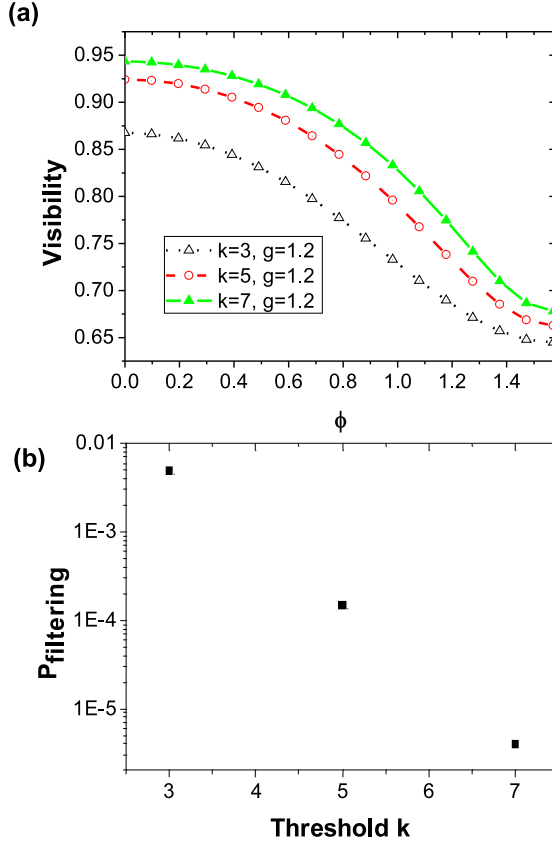 (a)
0.95
0.90
0.85
0.80
0.75
0.70
0.65
Visibility
k=3, g=1.2
k=5, g=1.2
k=7, g=1.2
0.0 0.2 0.4 0.6 0.8 1.0 1.2 1.4
ϕ
(b)
0.01
1E-3
1E-4
1E-5
Pfiltering
3 4 5 6 7
Threshold k